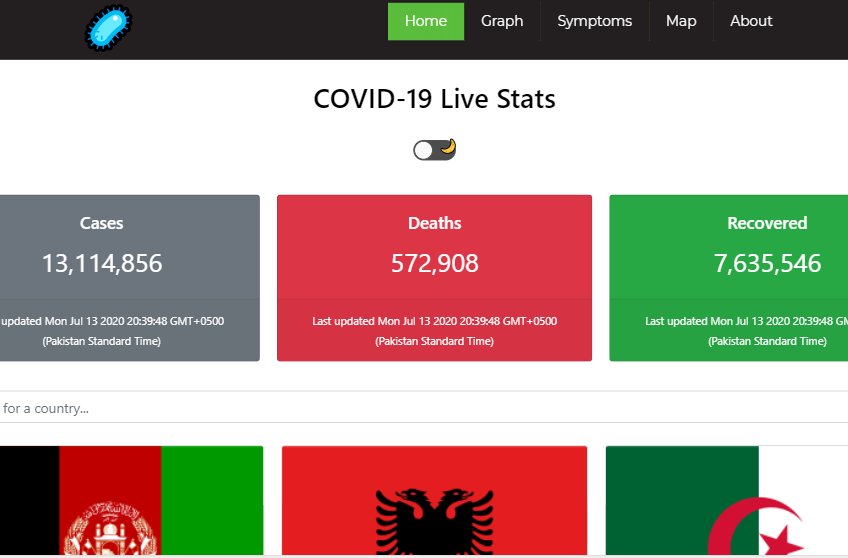 Home Graph Symptoms Map About
COVID-19 Live Stats
Cases
13,114,856
updated Mon Jul 13 2020 20:39:48 GMT+0500
(Pakistan Standard Time)
Deaths
572,908
Last updated Mon Jul 13 2020 20:39:48 GMT+0500
(Pakistan Standard Time)
Recovered
7,635,546
Last updated Mon Jul 13 2020 20:39:48
(Pakistan Standard Time)
for a country...